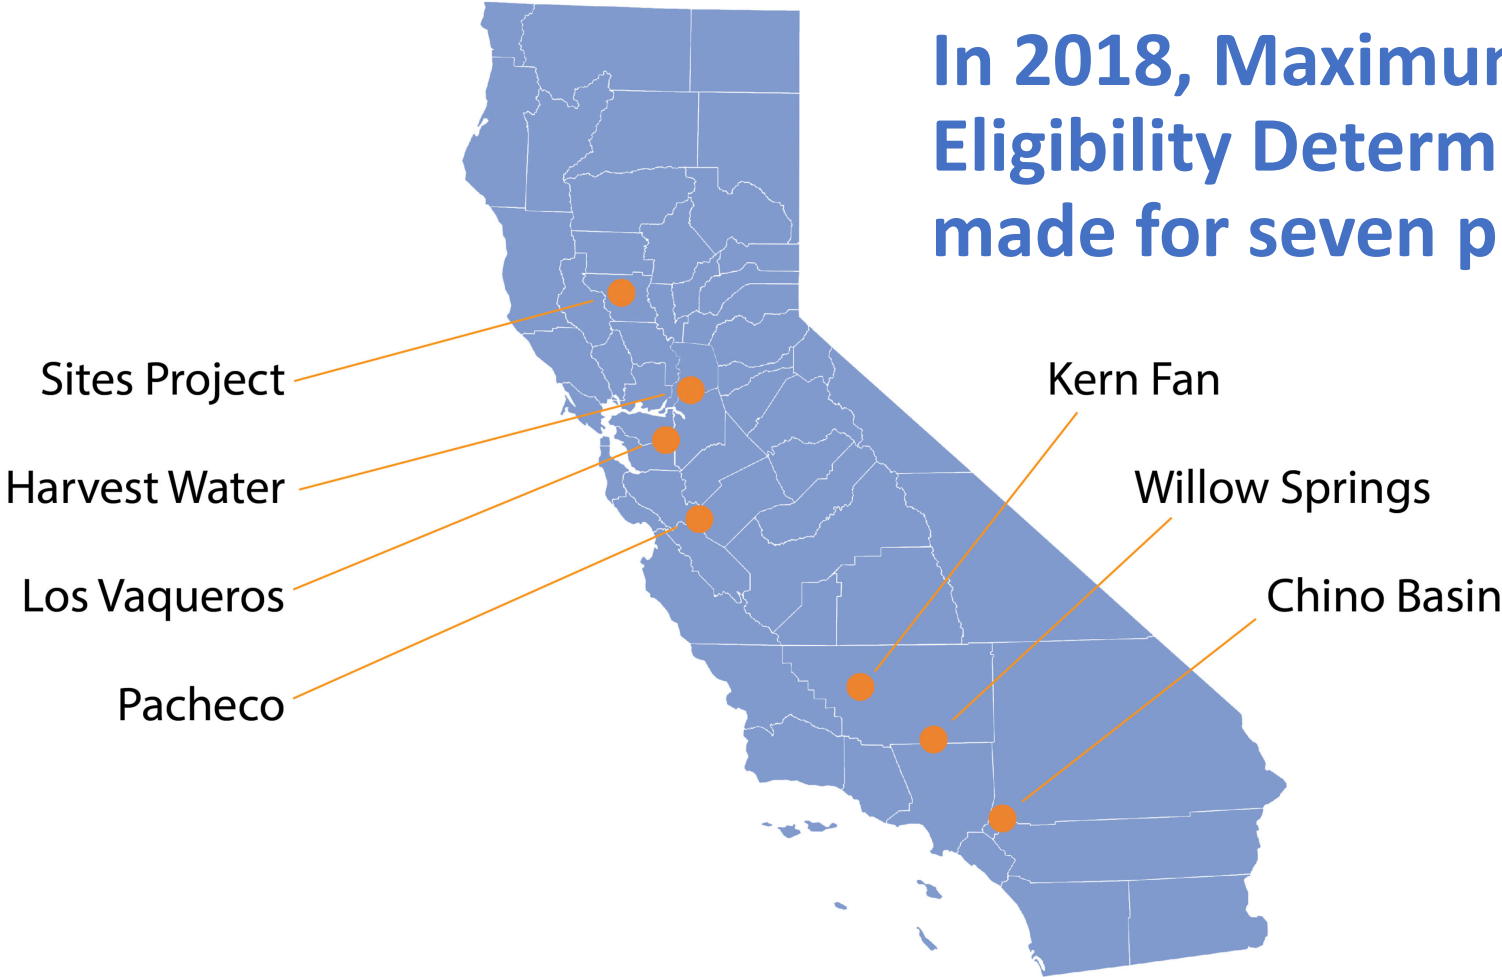 In 2018, Maximu
Eligibility Determ
made for seven p
Sites Project
Harvest Water
Los Vaqueros
Pacheco
Kern Fan
Willow Springs
Chino Basin